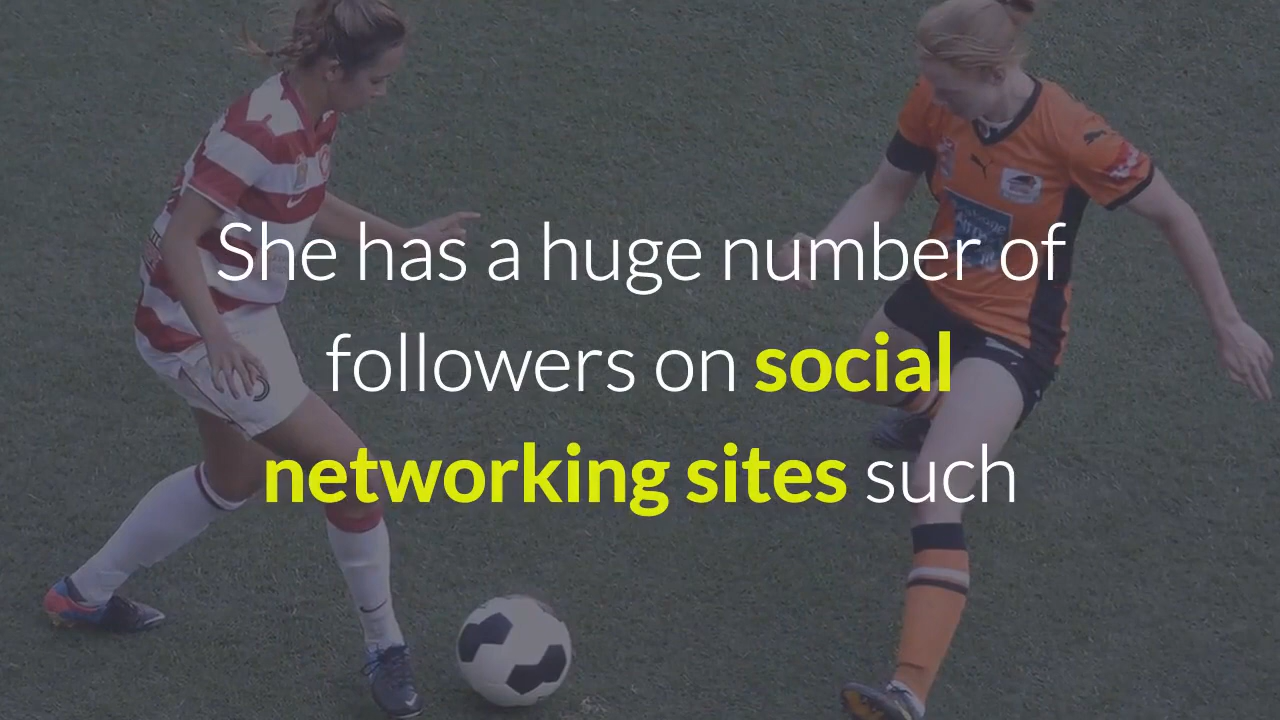 She has a huge number of
followers on social
networking sites such